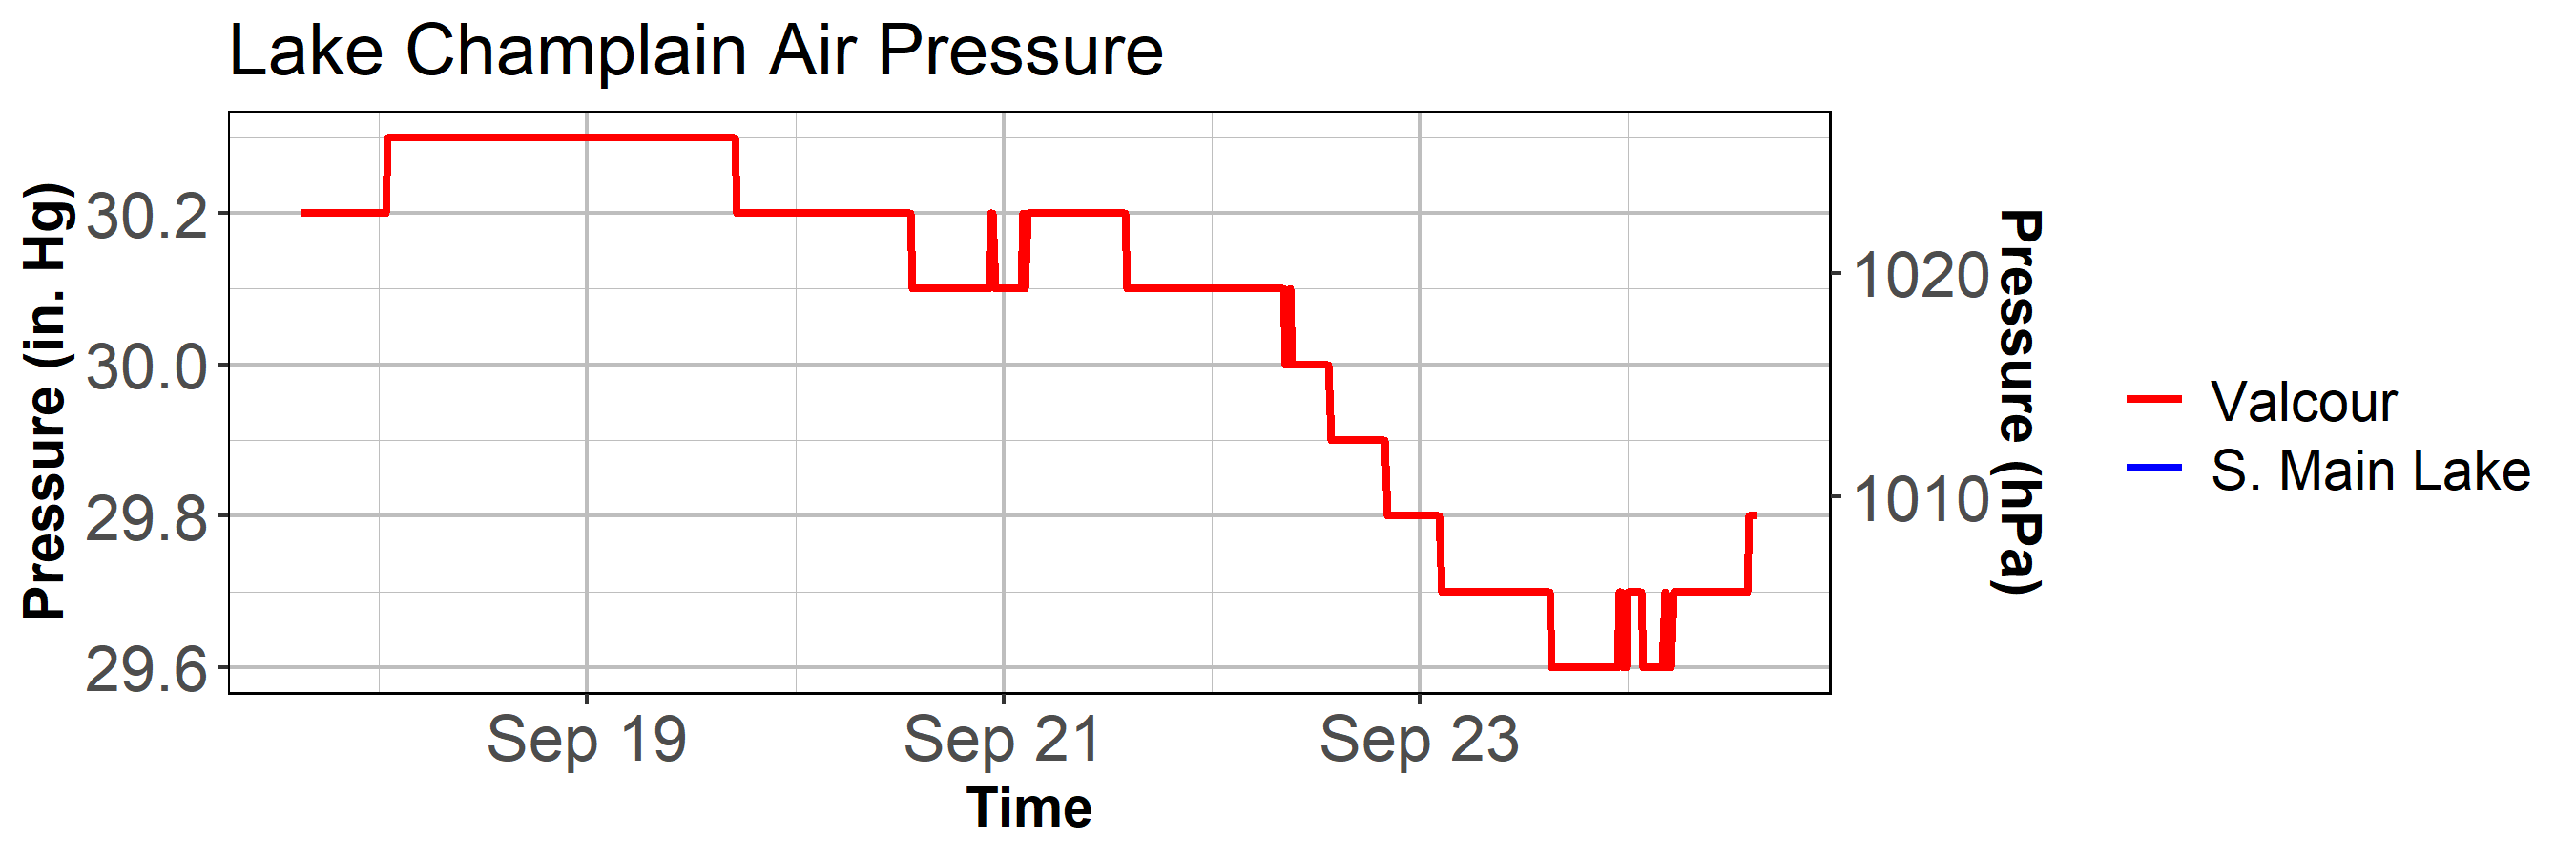 Lake Champlain Air Pressure
Pressure (in. Hg)
30.2
30.0
29.8
29.6
Sep 19
Sep 21
Sep 23
Time
1020
1010
Pressure (hPa)
Valcour
S. Main Lake